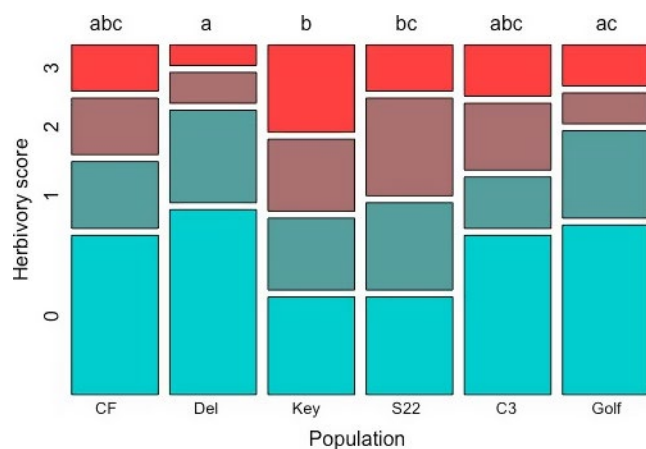 abc a b bc abc ac
3
2
1
0
Herbivory score
CF Del Key S22 C3 Golf
Population